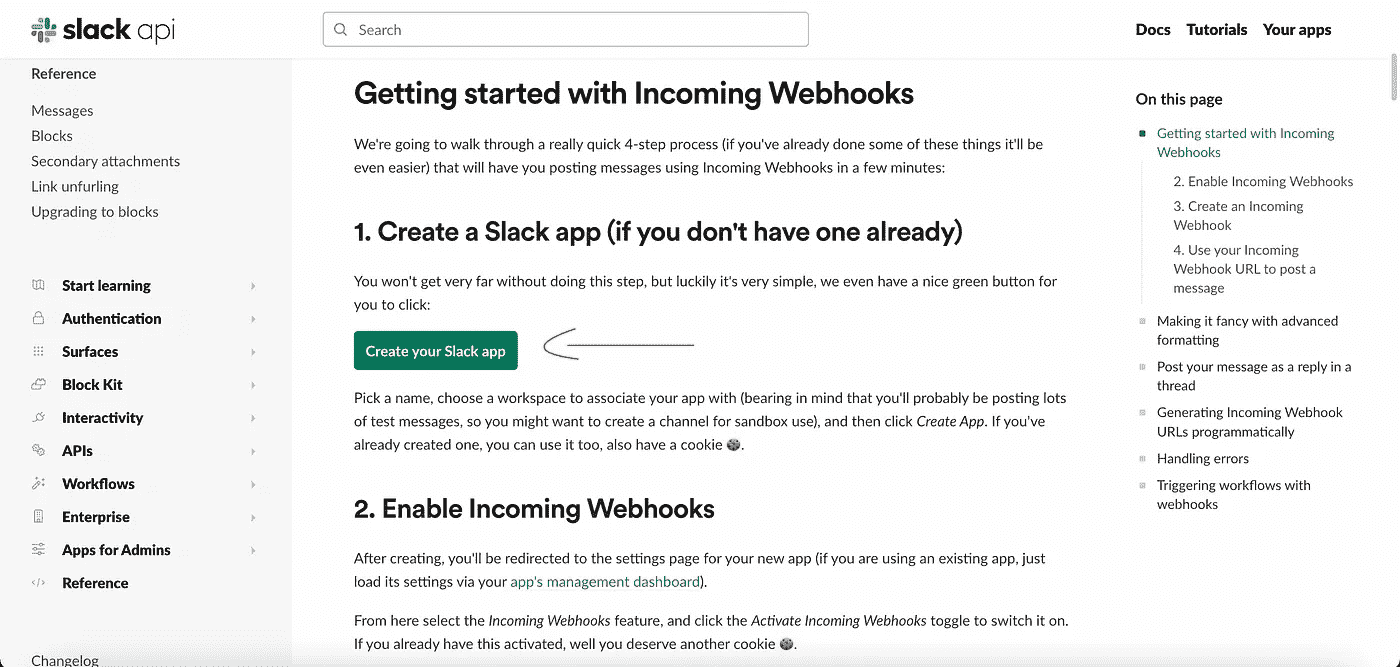 slack api
Search
Docs
Tutorials
Your apps
Reference
Messages
Blocks
Secondary attachments
Link unfurling
Upgrading to blocks
Start learning
Authentication
Surfaces
Block Kit
Interactivity
APIs
Workflows
Enterprise
Apps for Admins
Reference
Changelog
Getting started with Incoming Webhooks
We're going to walk through a really quick 4-step process (if you've already done some of these things it'll be
even easier) that will have you posting messages using Incoming Webhooks in a few minutes:
1. Create a Slack app (if you don't have one already)
You won't get very far without doing this step, but luckily it's very simple, we even have a nice green button for
you to click:
Create your Slack app
Pick a name, choose a workspace to associate your app with (bearing in mind that you'll probably be posting lots
of test messages, so you might want to create a channel for sandbox use), and then click Create App. If you've
already created one, you can use it too, also have a cookie 🍪.
2. Enable Incoming Webhooks
After creating, you'll be redirected to the settings page for your new app (if you are using an existing app, just
load its settings via your app's management dashboard).
From here select the Incoming Webhooks feature, and click the Activate Incoming Webhooks toggle to switch it on.
If you already have this activated, well you deserve another cookie 🍪.
On this page
Getting started with Incoming
Webhooks
2. Enable Incoming Webhooks
3. Create an Incoming
Webhook
4. Use your Incoming
Webhook URL to post a
message
Making it fancy with advanced
formatting
Post your message as a reply in a
thread
Generating Incoming Webhook
URLs programmatically
Handling errors
Triggering workflows with
webhooks